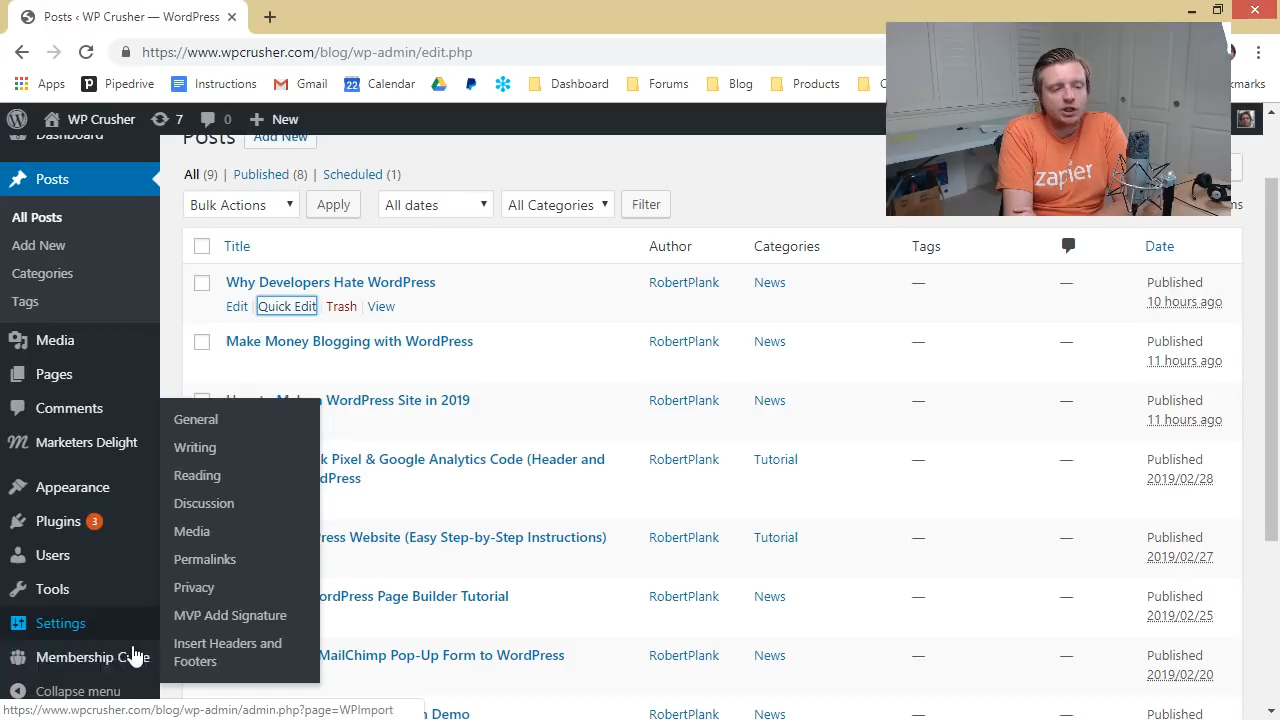 Posts ‹ WP Crusher — WordPress
https://www.wpcrusher.com/blog/wp-admin/edit.php
Apps Pipedrive Instructions Gmail 22 Calendar Dashboard Forums Blog Products
WP Crusher 7 0 New
Dashboard
Posts
All Posts
Add New
Categories
Tags
Media
Pages
Comments
Marketers Delight
Appearance
Plugins 3
Users
Tools
Settings
Membership
Collapse menu
General
Writing
Reading
Discussion
Media
Permalinks
Privacy
MVP Add Signature
Insert Headers and
Footers
Posts Add New
All (9) | Published (8) | Scheduled (1)
Bulk Actions Apply All dates All Categories Filter
Title Author Categories Tags Date
Why Developers Hate WordPress RobertPlank News — — Published
Edit | Quick Edit | Trash | View 10 hours ago
Make Money Blogging with WordPress RobertPlank News — — Published
11 hours ago
WordPress Site in 2019 RobertPlank News — — Published
11 hours ago
Pixel & Google Analytics Code (Header and RobertPlank Tutorial — — Published
2019/02/28
Website (Easy Step-by-Step Instructions) RobertPlank Tutorial — — Published
2019/02/27
Page Builder Tutorial RobertPlank News — — Published
2019/02/25
MailChimp Pop-Up Form to WordPress RobertPlank News — — Published
2019/02/20
Demo RobertPlank News — — Published
zapier
https://www.wpcrusher.com/blog/wp-admin/admin.php?page=WPImport